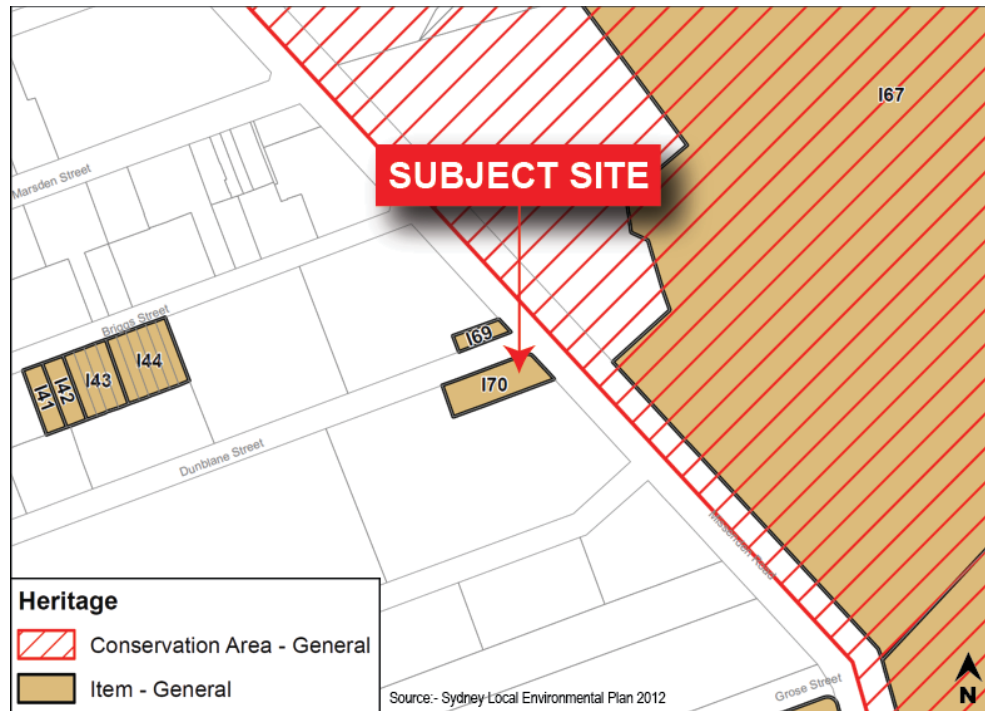 I67
Marsden Street
SUBJECT SITE
Briggs Street
I69
I41
I42
I43
I44
I70
Dunblane Street
Missenden Road
Heritage
Conservation Area - General
Item - General
Source:- Sydney Local Environmental Plan 2012
Grose Street
N